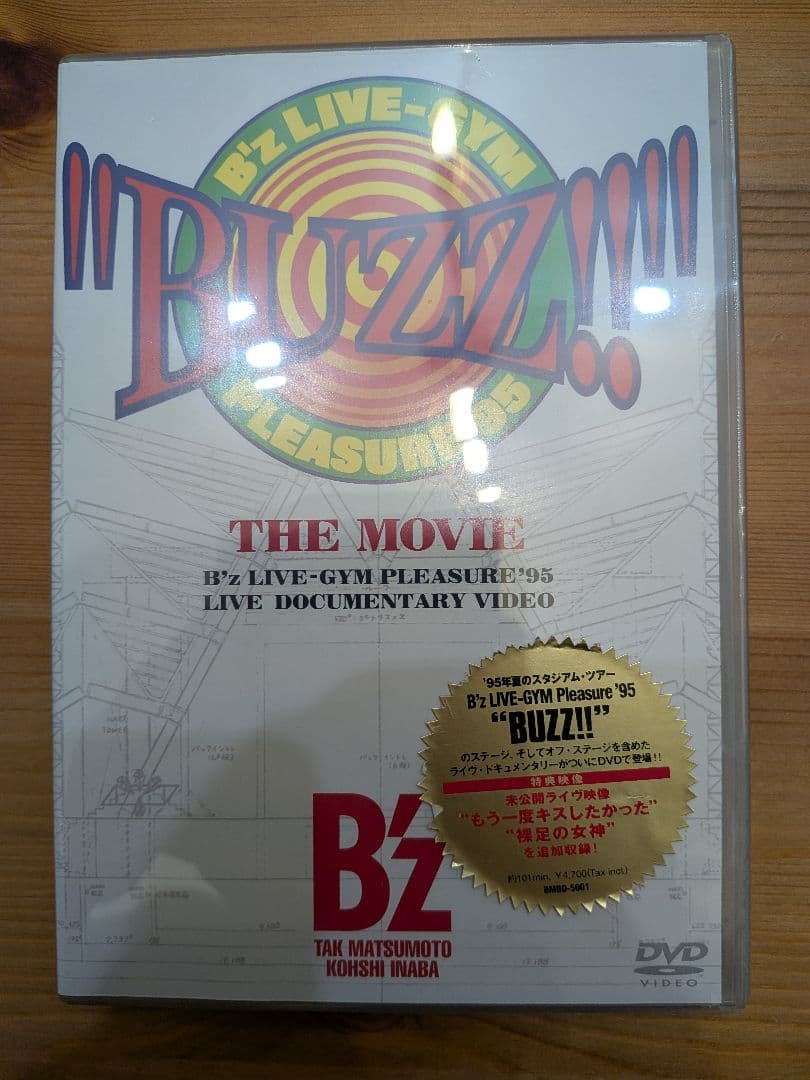 B'z LIVE-GYM
"BUZZ!!"
PLEASURE'95
THE MOVIE
B'z LIVE-GYM PLEASURE'95
LIVE DOCUMENTARY VIDEO
'95年夏のスタジアム・ツアー
B'z LIVE-GYM Pleasure '95
"BUZZ!!"
のステージ、そしてオフ・ステージを含めた
ライヴ・ドキュメンタリーがついにDVDで登場!!
特典映像
未公開ライヴ映像
"もう一度キスしたかった"
"裸足の女神"
を追加収録!
約101min. ¥4,700(Tax incl.)
BMBD-5001
B'z
TAK MATSUMOTO
KOHSHI INABA
DVD
VIDEO